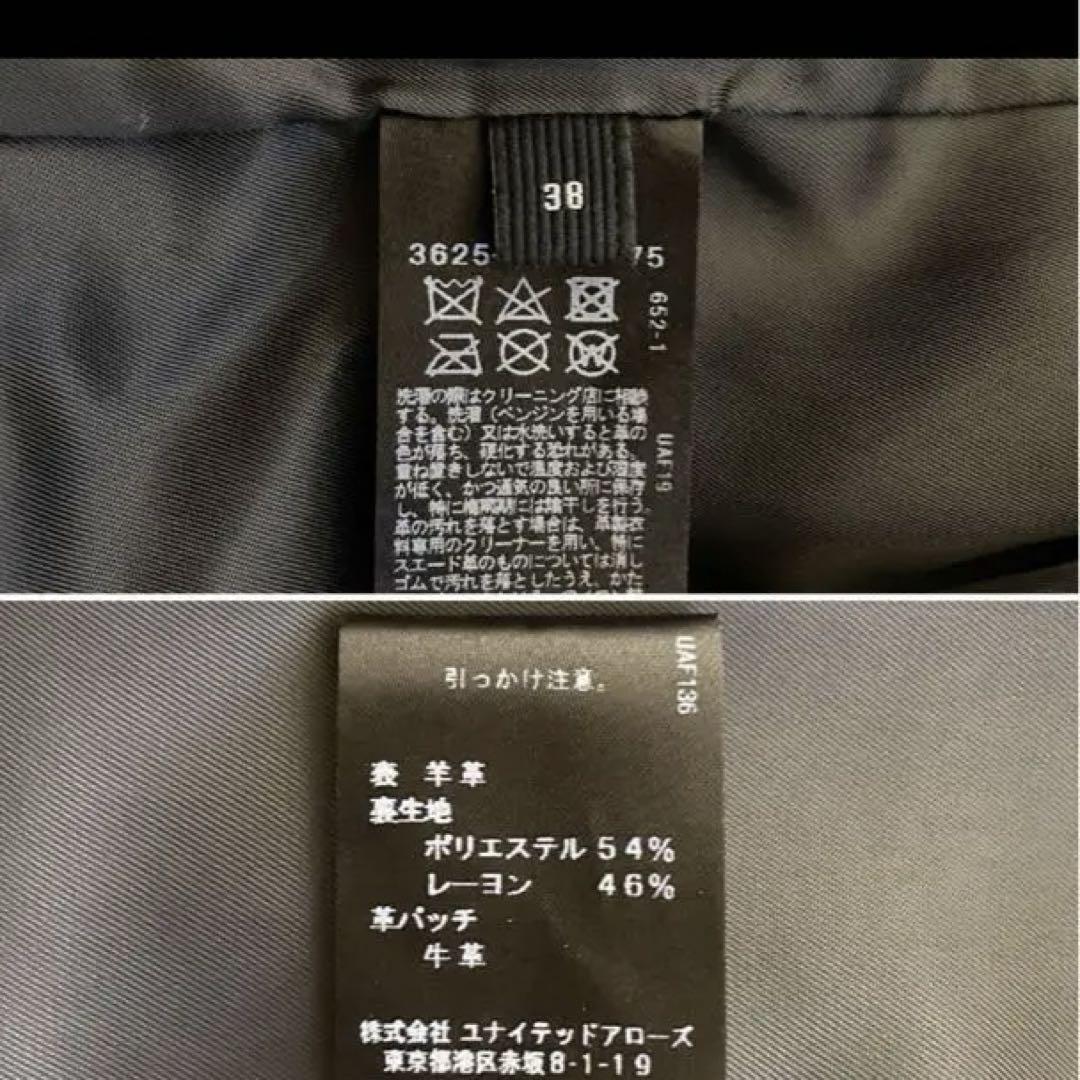 38
3625- 75
652-1
洗濯の際はクリーニング店に相談
する。洗濯（ベンジンを用いる場
合を含む）又は水洗いすると革の
色が落ち、硬化する恐れがある。
重ね置きしないで温度および湿度
が低く、かつ通気の良い所に保存
し、特に梅雨期には陰干しを行う。
革の汚れを落とす場合は、革製衣
料専用のクリーナーを用い、特に
スエード革のものについては消し
ゴムで汚れを落としたうえ、かた
UAF19
引っかけ注意。
UAF136
表 羊革
裏生地
ポリエステル 54%
レーヨン 46%
革パッチ
牛革
株式会社 ユナイテッドアローズ
東京都港区赤坂8-1-19